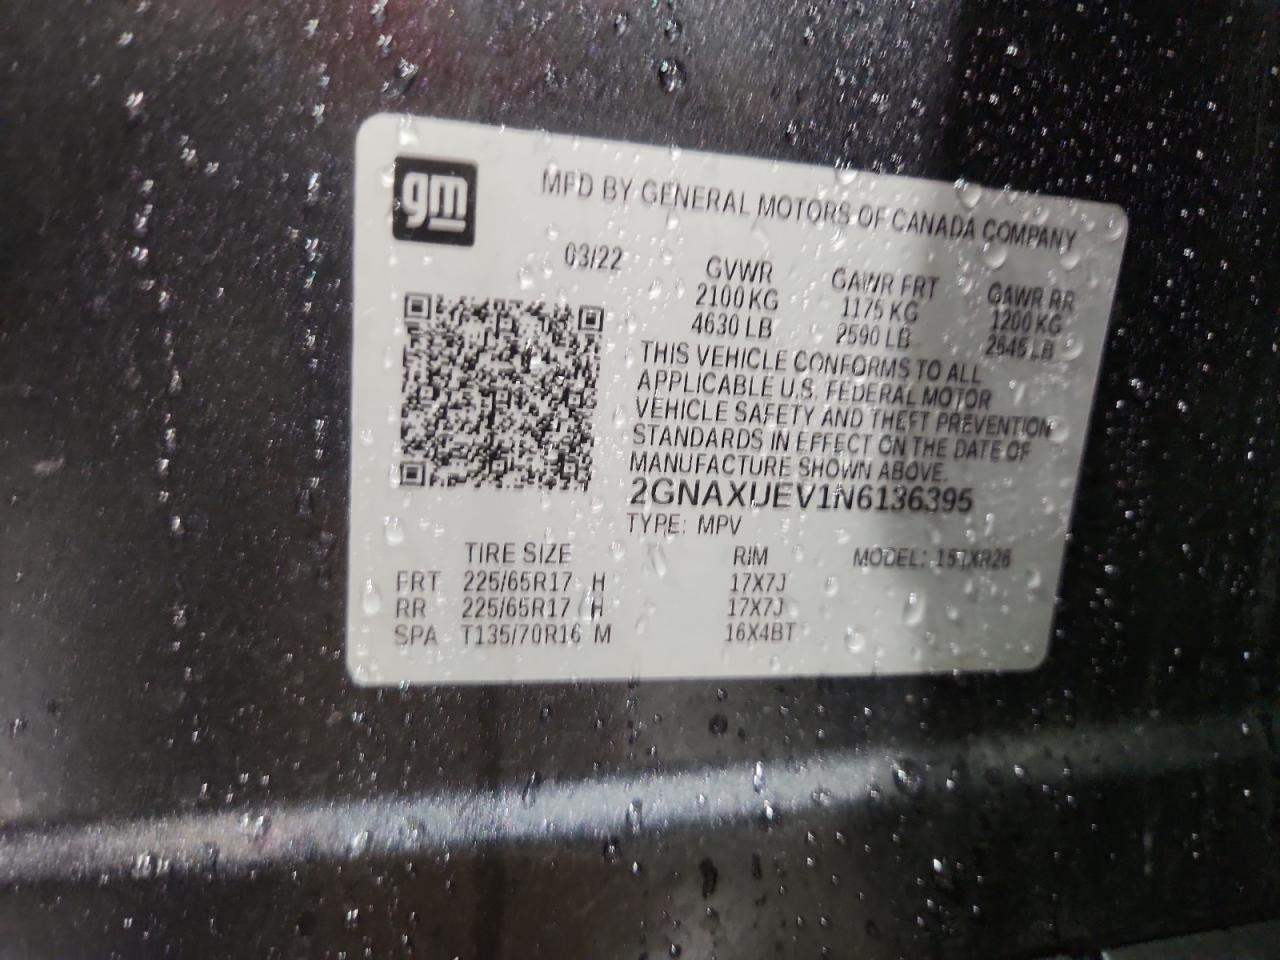 gm
MFD BY GENERAL MOTORS OF CANADA COMPANY
03/22
GVWR GAWR FRT GAWR RR
2100 KG 1175 KG 1200 KG
4630 LB 2590 LB 2645 LB
THIS VEHICLE CONFORMS TO ALL
APPLICABLE U.S. FEDERAL MOTOR
VEHICLE SAFETY AND THEFT PREVENTION
STANDARDS IN EFFECT ON THE DATE OF
MANUFACTURE SHOWN ABOVE.
2GNAXUEV1N6136395
TYPE: MPV
TIRE SIZE RIM MODEL:
FRT 225/65R17 H 17X7J
RR 225/65R17 H 17X7J
SPA T135/70R16 M 16X4BT